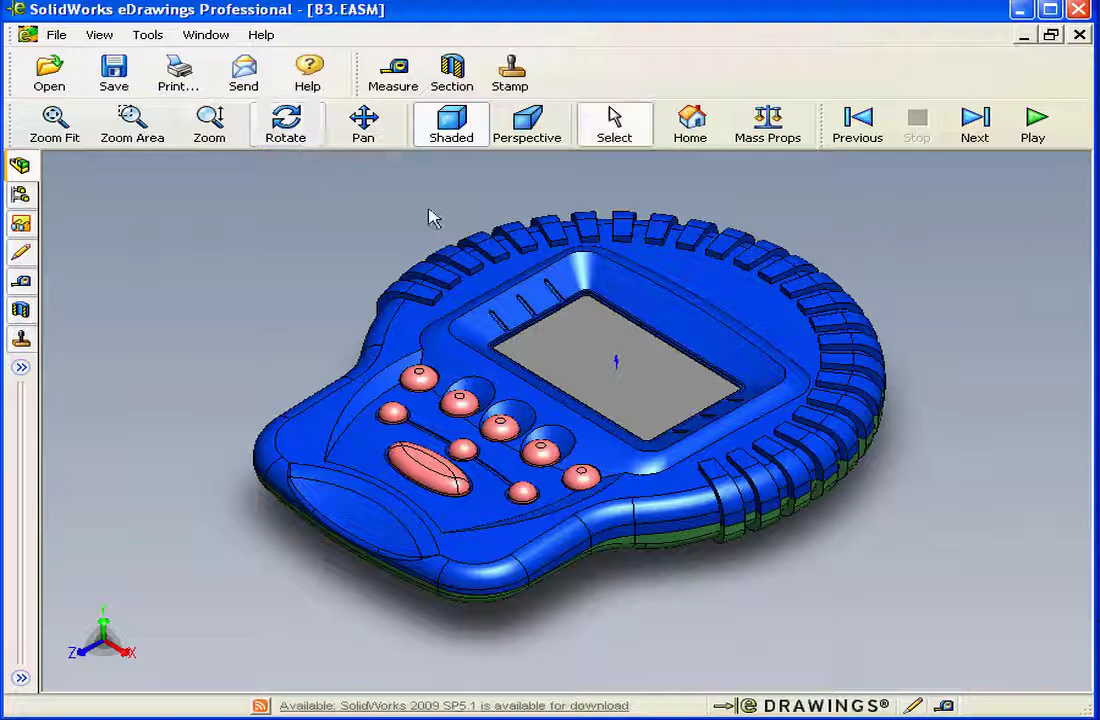 SolidWorks eDrawings Professional - [83.EASM]
File View Tools Window Help
Open Save Print... Send Help Measure Section Stamp
Zoom Fit Zoom Area Zoom Rotate Pan Shaded Perspective Select Home Mass Props Previous Stop Next Play
Y
Z X
Available: SolidWorks 2009 SP5.1 is available for download
e DRAWINGS®